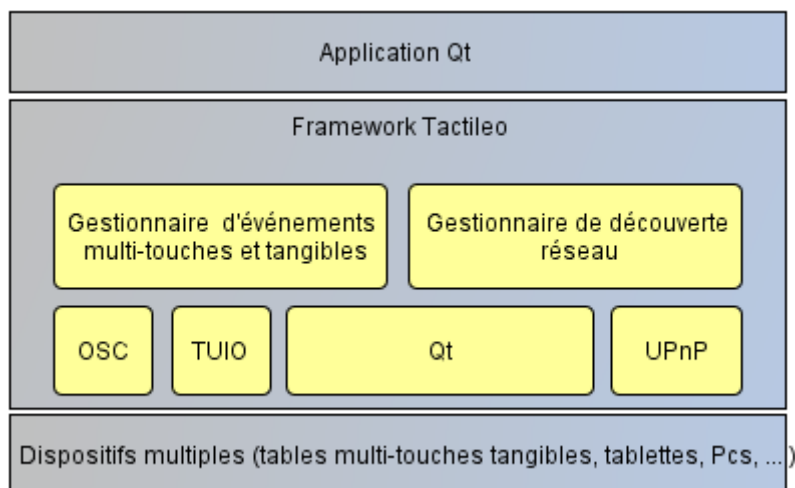 Application Qt
Framework Tactileo
Gestionnaire d'événements
multi-touches et tangibles
Gestionnaire de découverte
réseau
OSC
TUIO
Qt
UPnP
Dispositifs multiples (tables multi-touches tangibles, tablettes, Pcs, ...)